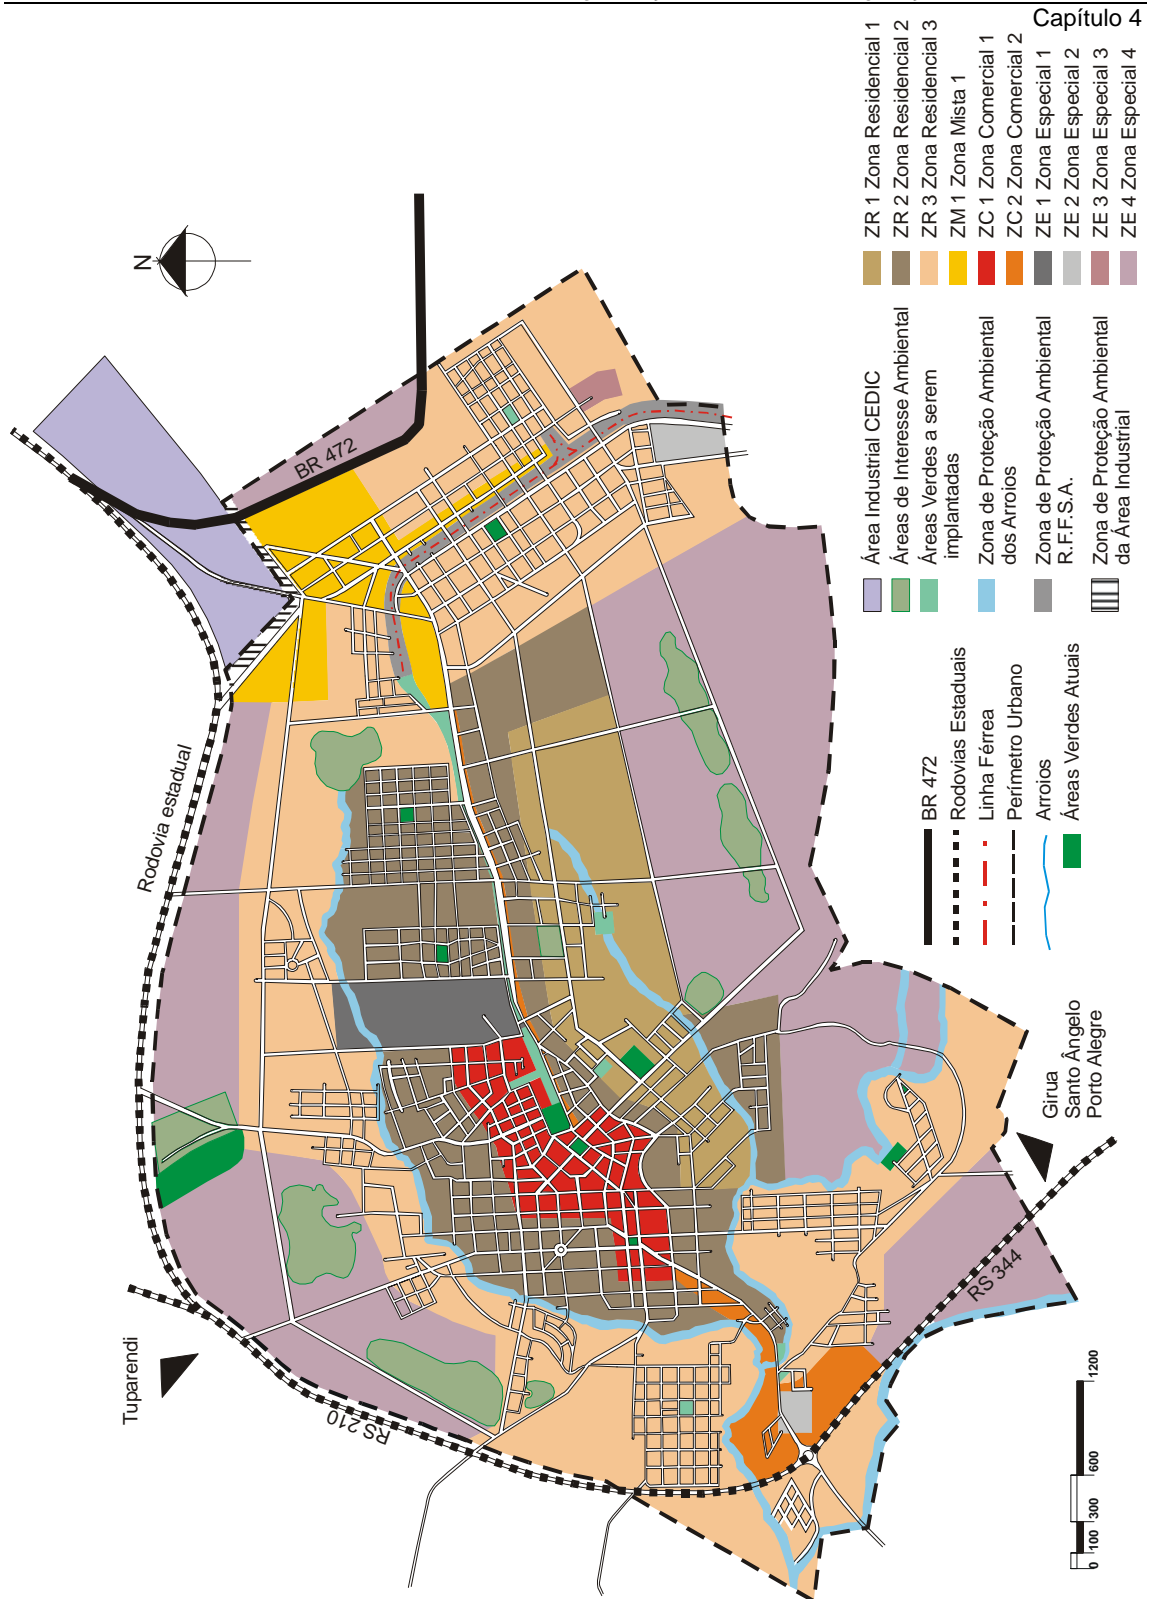 Capítulo 4
N
BR 472
Rodovia estadual
Tuparendi
RS 210
RS 344
Girua
Santo Ângelo
Porto Alegre
0 100 300 600 1200
BR 472
Rodovias Estaduais
Linha Férrea
Perímetro Urbano
Arroios
Áreas Verdes Atuais
Área Industrial CEDIC
Áreas de Interesse Ambiental
Áreas Verdes a serem
implantadas
Zona de Proteção Ambiental
dos Arroios
Zona de Proteção Ambiental
R.F.F.S.A.
Zona de Proteção Ambiental
da Área Industrial
ZR 1 Zona Residencial 1
ZR 2 Zona Residencial 2
ZR 3 Zona Residencial 3
ZM 1 Zona Mista 1
ZC 1 Zona Comercial 1
ZC 2 Zona Comercial 2
ZE 1 Zona Especial 1
ZE 2 Zona Especial 2
ZE 3 Zona Especial 3
ZE 4 Zona Especial 4